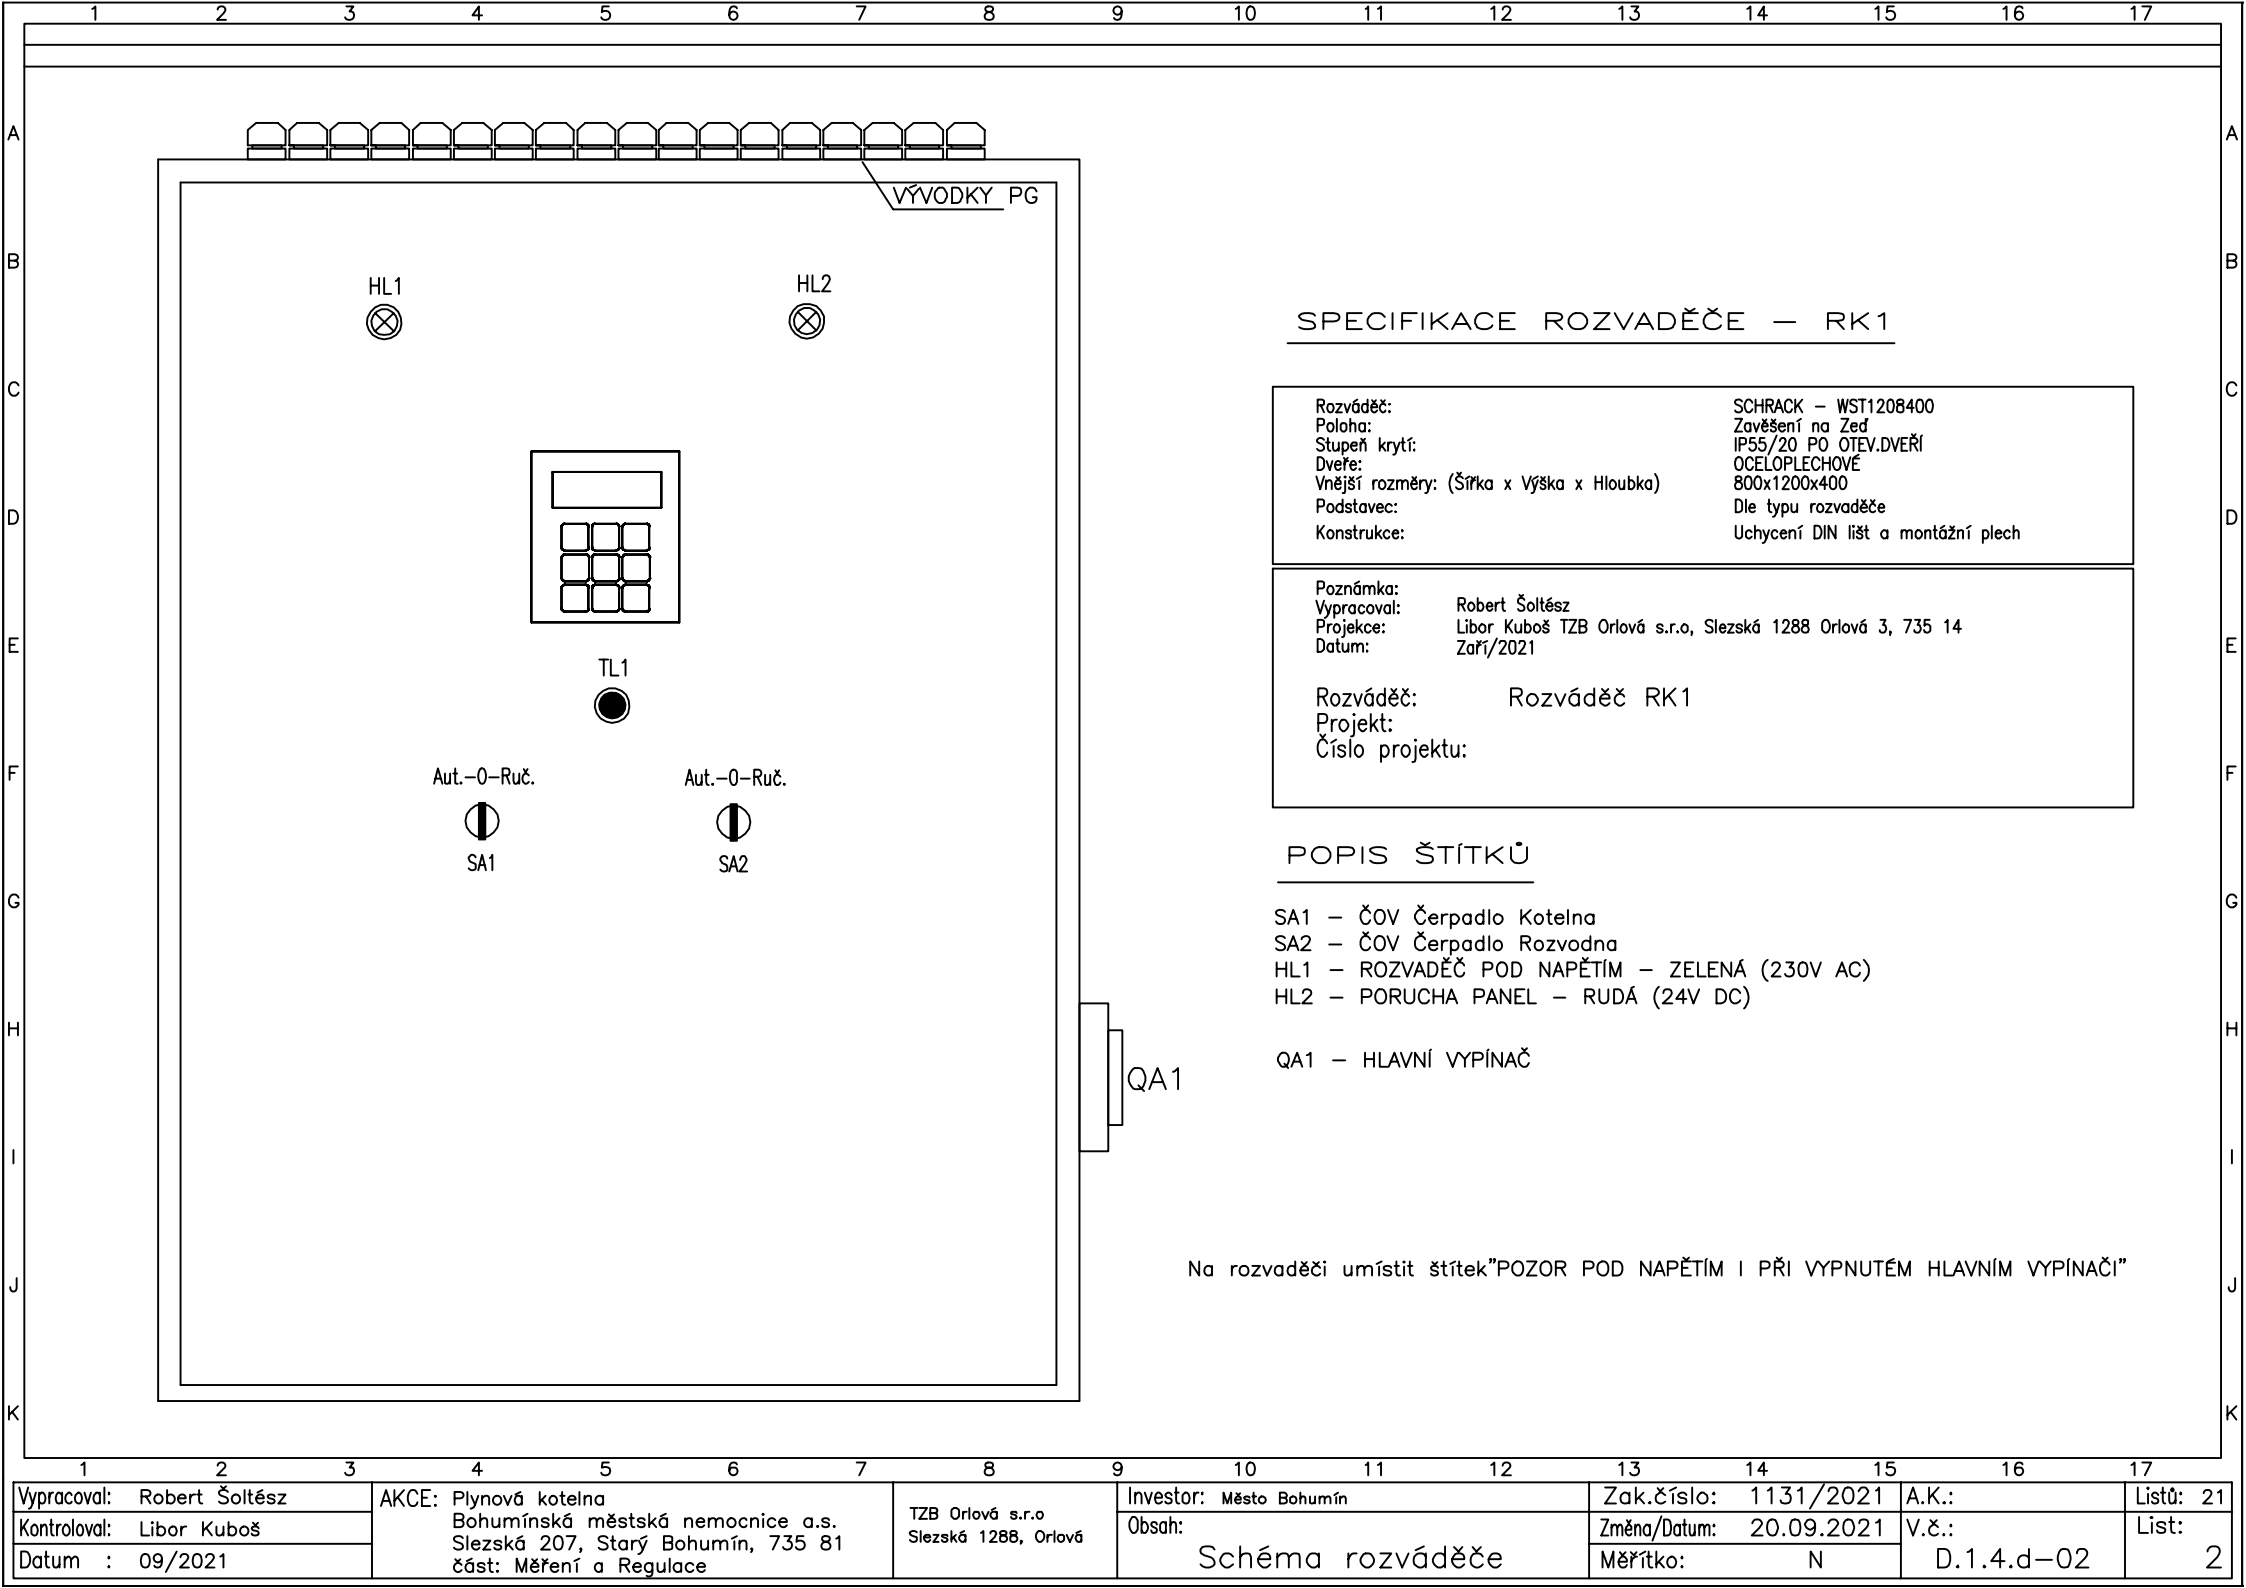 1 2 3 4 5 6 7 8 9 10 11 12 13 14 15 16 17
A A
B B
C C
D D
E E
F F
G G
H H
I I
J J
K K
VÝVODKY PG
HL1
HL2
TL1
Aut.-0-Ruč.
Aut.-0-Ruč.
SA1
SA2
QA1
SPECIFIKACE ROZVADĚČE - RK1
Rozváděč: SCHRACK - WST1208400
Poloha: Zavěšení na Zeď
Stupeň krytí: IP55/20 PO OTEV.DVEŘÍ
Dveře: OCELOPLECHOVÉ
Vnější rozměry: (Šířka x Výška x Hloubka) 800x1200x400
Podstavec: Dle typu rozvaděče
Konstrukce: Uchycení DIN lišt a montážní plech
Poznámka:
Vypracoval: Robert Šoltész
Projekce: Libor Kuboš TZB Orlová s.r.o, Slezská 1288 Orlová 3, 735 14
Datum: Zaří/2021
Rozváděč: Rozváděč RK1
Projekt:
Číslo projektu:
POPIS ŠTÍTKŮ
SA1 - ČOV Čerpadlo Kotelna
SA2 - ČOV Čerpadlo Rozvodna
HL1 - ROZVADĚČ POD NAPĚTÍM - ZELENÁ (230V AC)
HL2 - PORUCHA PANEL - RUDÁ (24V DC)
QA1 - HLAVNÍ VYPÍNAČ
Na rozvaděči umístit štítek"POZOR POD NAPĚTÍM I PŘI VYPNUTÉM HLAVNÍM VYPÍNAČI"
1 2 3 4 5 6 7 8 9 10 11 12 13 14 15 16 17
Vypracoval: Robert Šoltész
Kontroloval: Libor Kuboš
Datum : 09/2021
AKCE: Plynová kotelna
Bohumínská městská nemocnice a.s.
Slezská 207, Starý Bohumín, 735 81
část: Měření a Regulace
TZB Orlová s.r.o
Slezská 1288, Orlová
Investor: Město Bohumín
Obsah:
Schéma rozváděče
Zak.číslo: 1131/2021
Změna/Datum: 20.09.2021
Měřítko: N
A.K.:
V.č.:
D.1.4.d-02
Listů: 21
List:
2